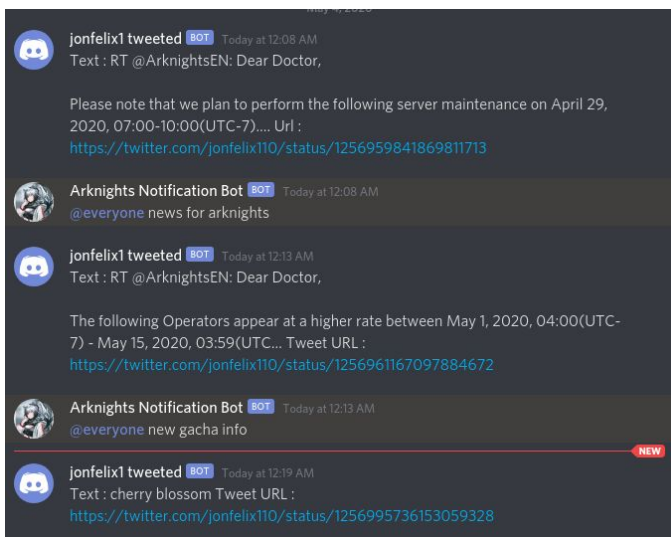 May 4, 2020
jonfelix1 tweeted BOT Today at 12:08 AM
Text : RT @ArknightsEN: Dear Doctor,
Please note that we plan to perform the following server maintenance on April 29,
2020, 07:00-10:00(UTC-7).... Url :
https://twitter.com/jonfelix110/status/1256959841869811713
Arknights Notification Bot BOT Today at 12:08 AM
@everyone news for arknights
jonfelix1 tweeted BOT Today at 12:13 AM
Text : RT @ArknightsEN: Dear Doctor,
The following Operators appear at a higher rate between May 1, 2020, 04:00(UTC-
7) - May 15, 2020, 03:59(UTC... Tweet URL :
https://twitter.com/jonfelix110/status/1256961167097884672
Arknights Notification Bot BOT Today at 12:13 AM
@everyone new gacha info
NEW
jonfelix1 tweeted BOT Today at 12:19 AM
Text : cherry blossom Tweet URL :
https://twitter.com/jonfelix110/status/1256995736153059328